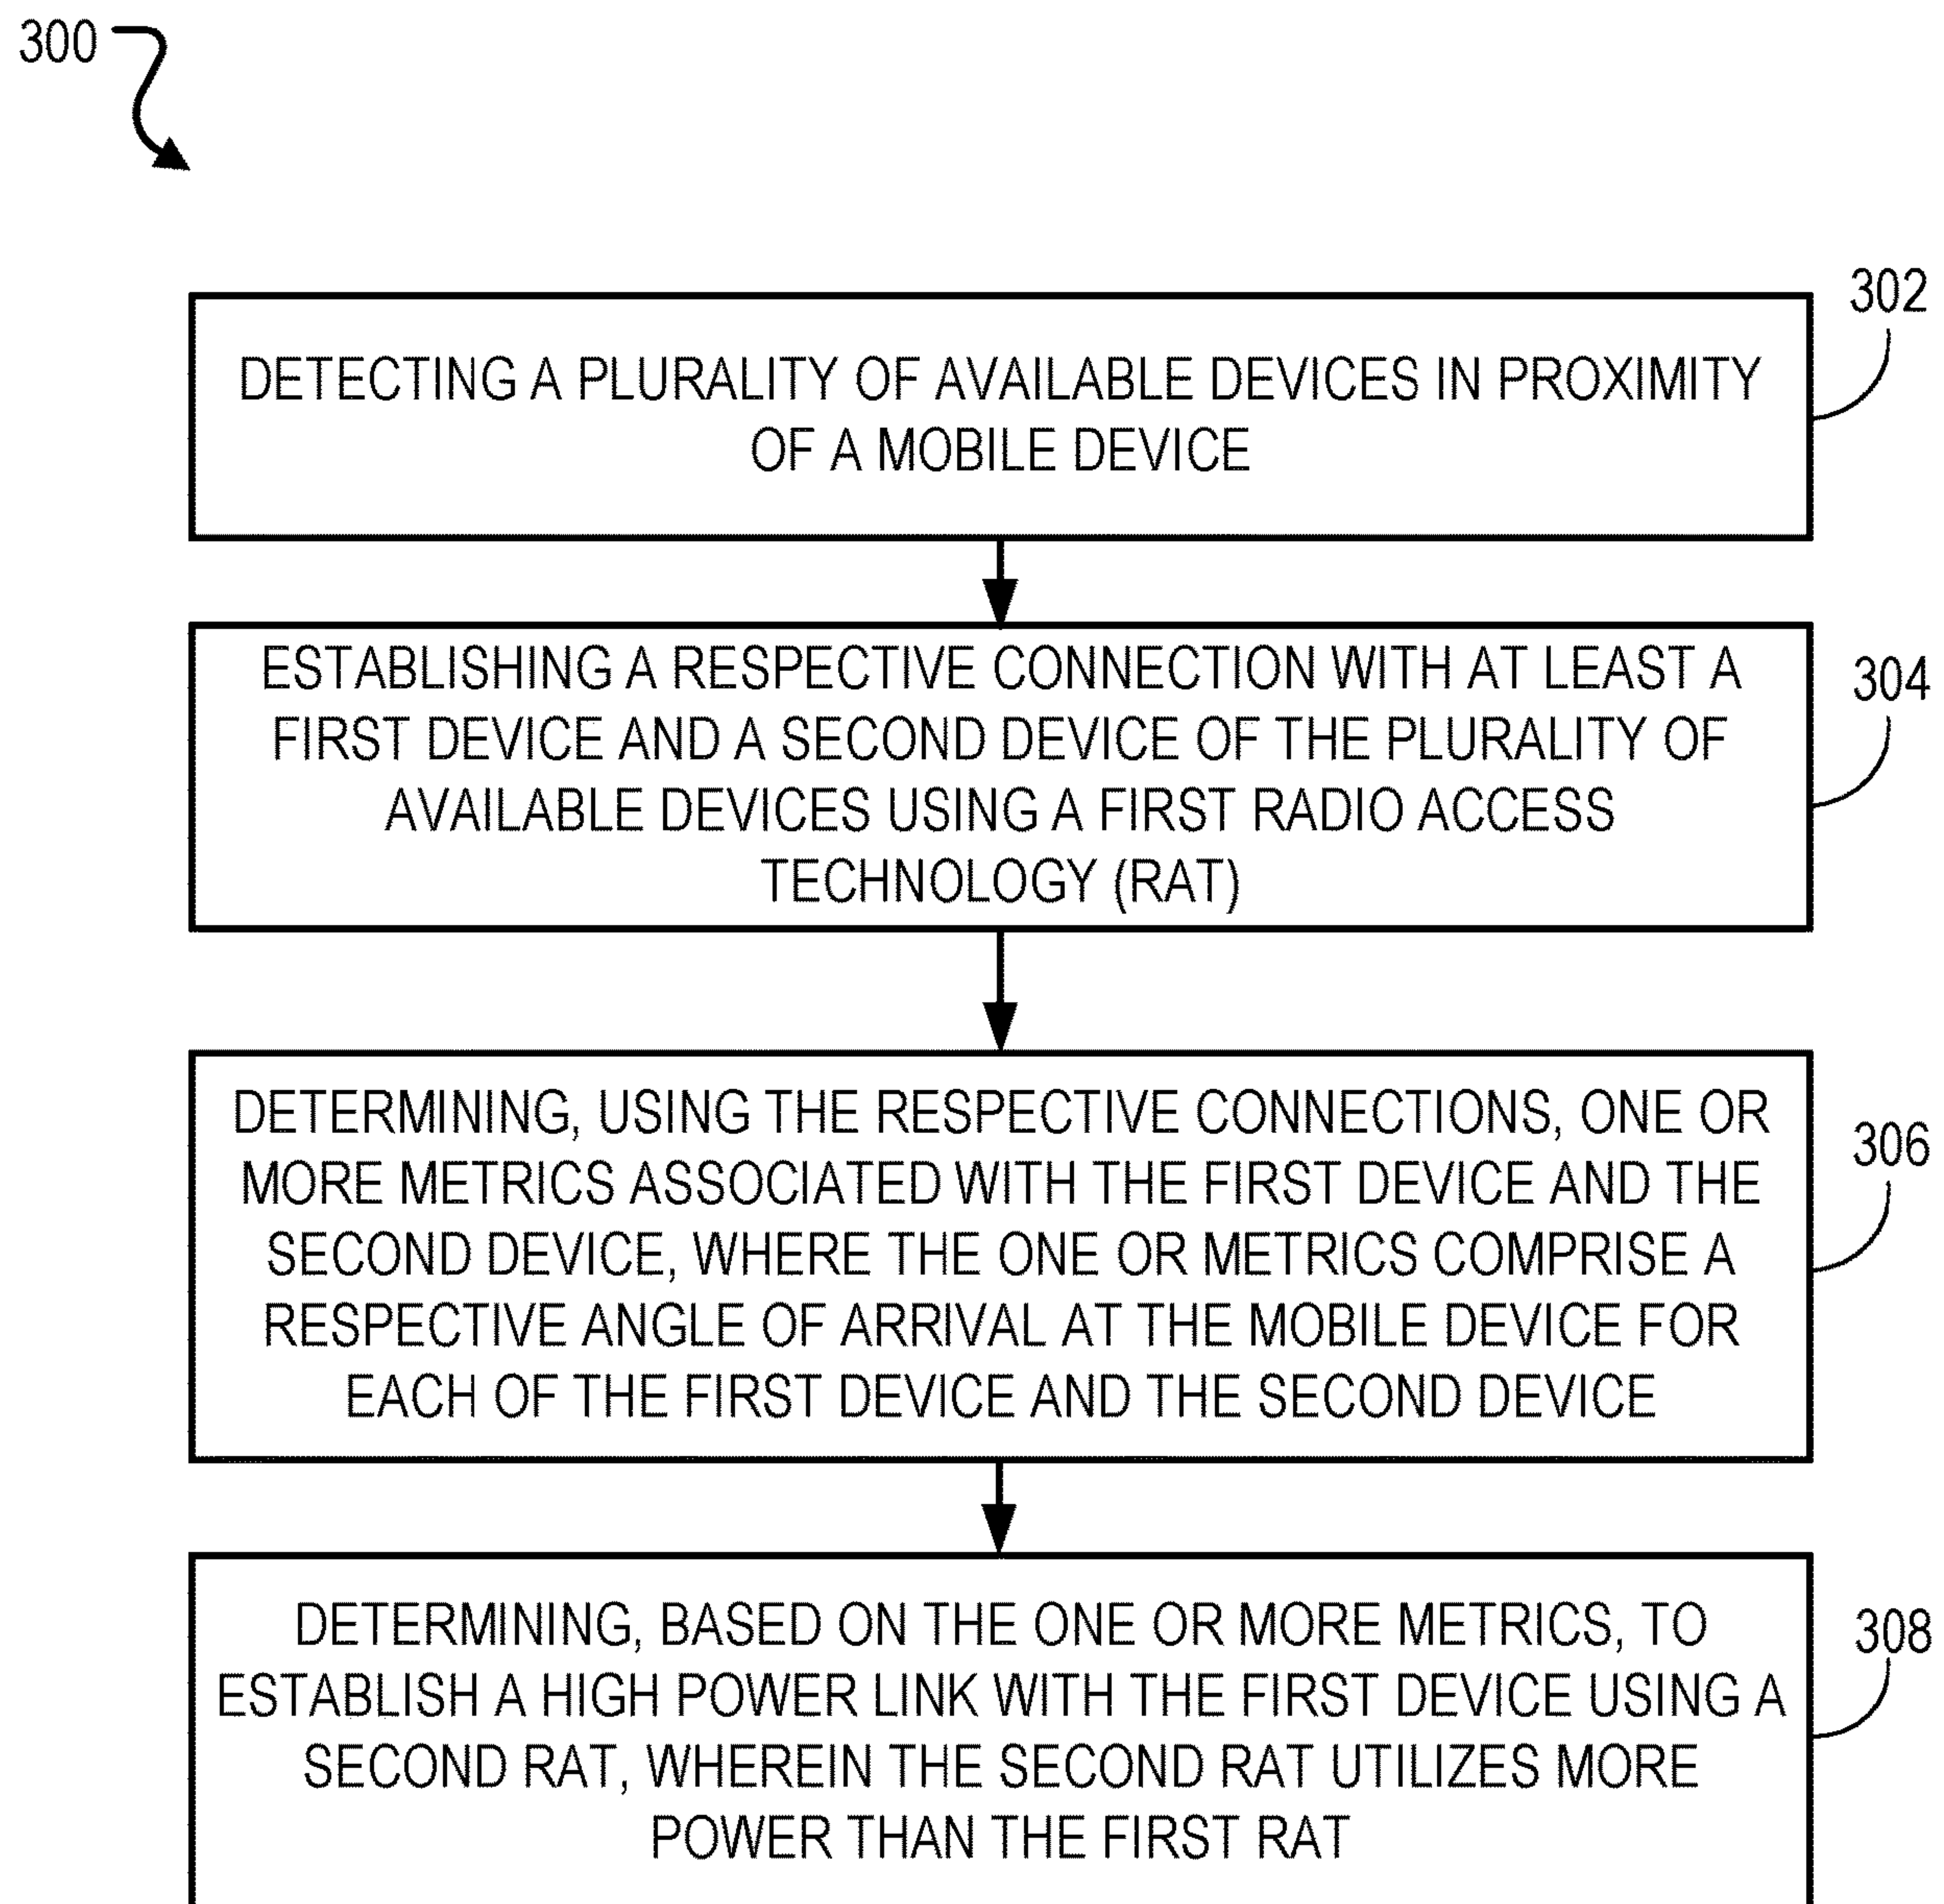 300
302
DETECTING A PLURALITY OF AVAILABLE DEVICES IN PROXIMITY
OF A MOBILE DEVICE
304
ESTABLISHING A RESPECTIVE CONNECTION WITH AT LEAST A
FIRST DEVICE AND A SECOND DEVICE OF THE PLURALITY OF
AVAILABLE DEVICES USING A FIRST RADIO ACCESS
TECHNOLOGY (RAT)
306
DETERMINING, USING THE RESPECTIVE CONNECTIONS, ONE OR
MORE METRICS ASSOCIATED WITH THE FIRST DEVICE AND THE
SECOND DEVICE, WHERE THE ONE OR METRICS COMPRISE A
RESPECTIVE ANGLE OF ARRIVAL AT THE MOBILE DEVICE FOR
EACH OF THE FIRST DEVICE AND THE SECOND DEVICE
308
DETERMINING, BASED ON THE ONE OR MORE METRICS, TO
ESTABLISH A HIGH POWER LINK WITH THE FIRST DEVICE USING A
SECOND RAT, WHEREIN THE SECOND RAT UTILIZES MORE
POWER THAN THE FIRST RAT